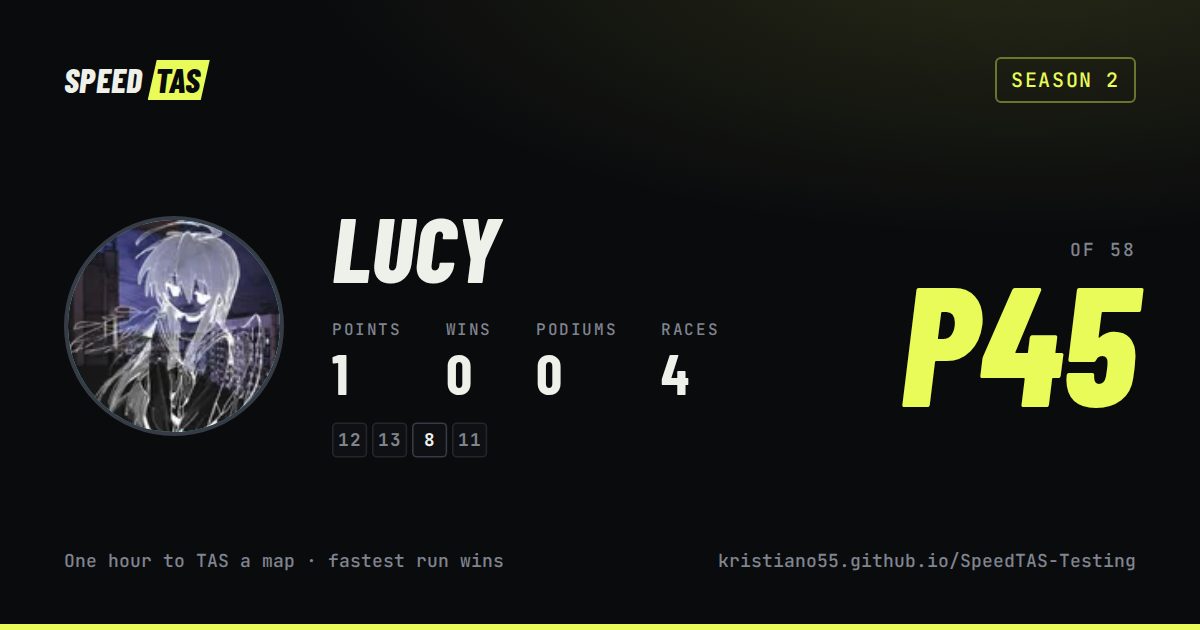 SPEED TAS
SEASON 2
LUCY
OF 58
P45
POINTS WINS PODIUMS RACES
1 0 0 4
12 13 8 11
One hour to TAS a map · fastest run wins
kristiano55.github.io/SpeedTAS-Testing